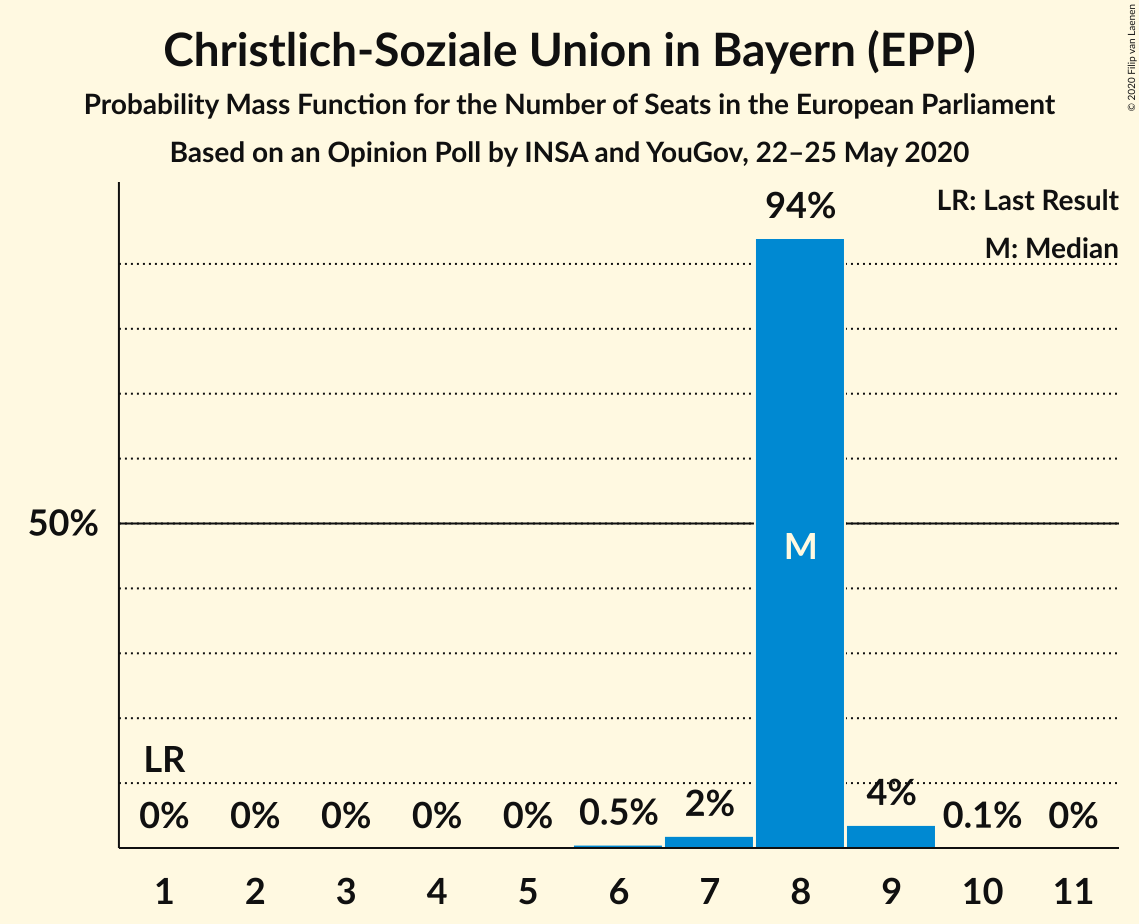 Christlich-Soziale Union in Bayern (EPP)
Probability Mass Function for the Number of Seats in the European Parliament
Based on an Opinion Poll by INSA and YouGov, 22–25 May 2020
© 2020 Filip van Laenen
LR: Last Result
M: Median
94%
50%
M
LR
0% 0% 0% 0% 0% 0.5% 2% 4% 0.1% 0%
1 2 3 4 5 6 7 8 9 10 11